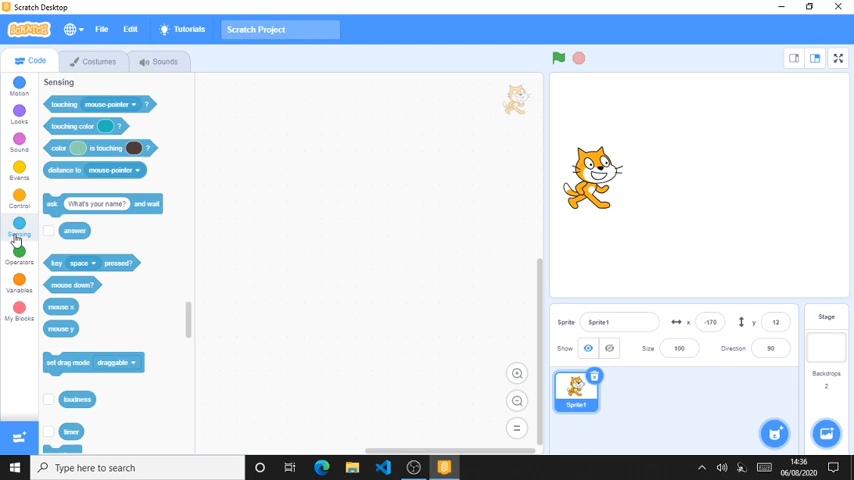 Scratch Desktop
SCRATCH File Edit Tutorials Scratch Project
Code Costumes Sounds
Motion
Looks
Sound
Events
Control
Sensing
Operators
Variables
My Blocks
Sensing
touching mouse-pointer ?
touching color ?
color is touching ?
distance to mouse-pointer
ask What's your name? and wait
answer
key space pressed?
mouse down?
mouse x
mouse y
set drag mode draggable
loudness
timer
Sprite Sprite1 x -170 y 12
Show Size 100 Direction 90
Sprite1
Stage
Backdrops
2
Type here to search
14:36
06/08/2020